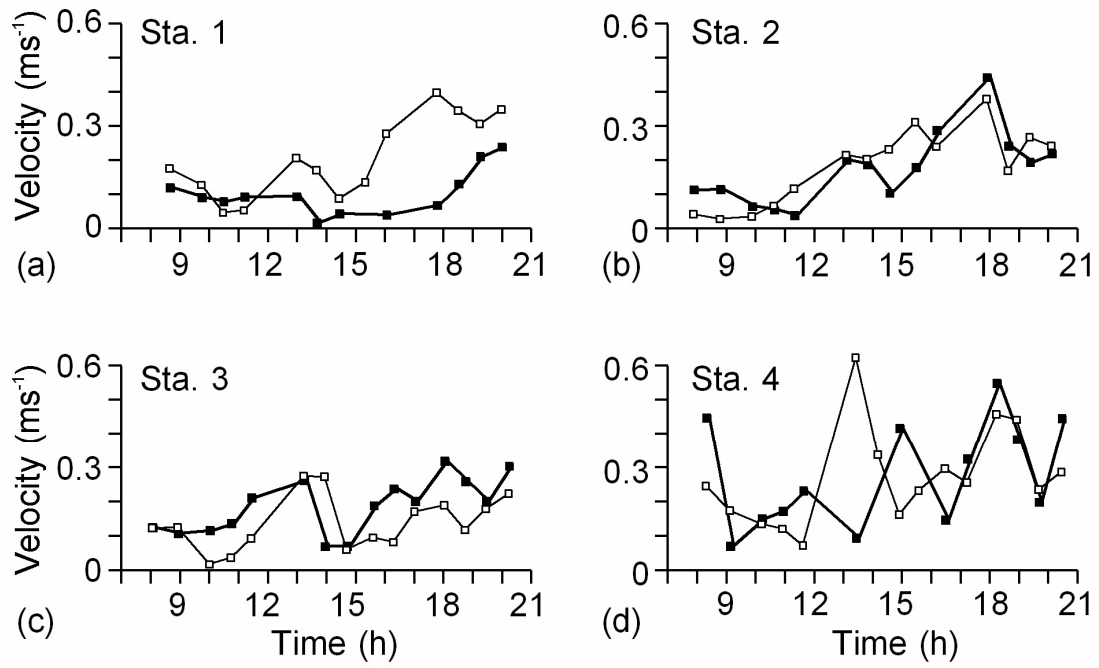 Velocity (ms⁻¹)
0.6
0.3
0
Sta. 1
9 12 15 18 21
(a)
0.6
0.3
0
Sta. 2
9 12 15 18 21
(b)
Velocity (ms⁻¹)
0.6
0.3
0
Sta. 3
9 12 15 18 21
Time (h)
(c)
0.6
0.3
0
Sta. 4
9 12 15 18 21
Time (h)
(d)